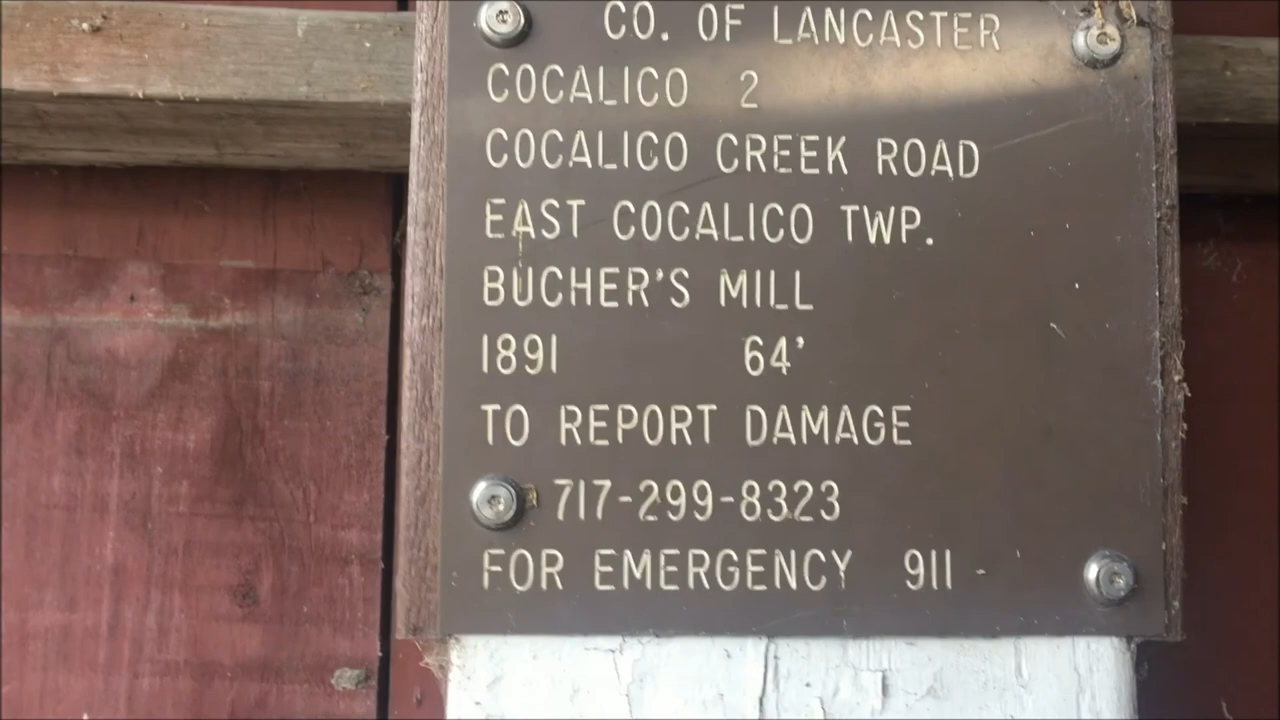 CO. OF LANCASTER
COCALICO 2
COCALICO CREEK ROAD
EAST COCALICO TWP.
BUCHER'S MILL
1891 64'
TO REPORT DAMAGE
717-299-8323
FOR EMERGENCY 911